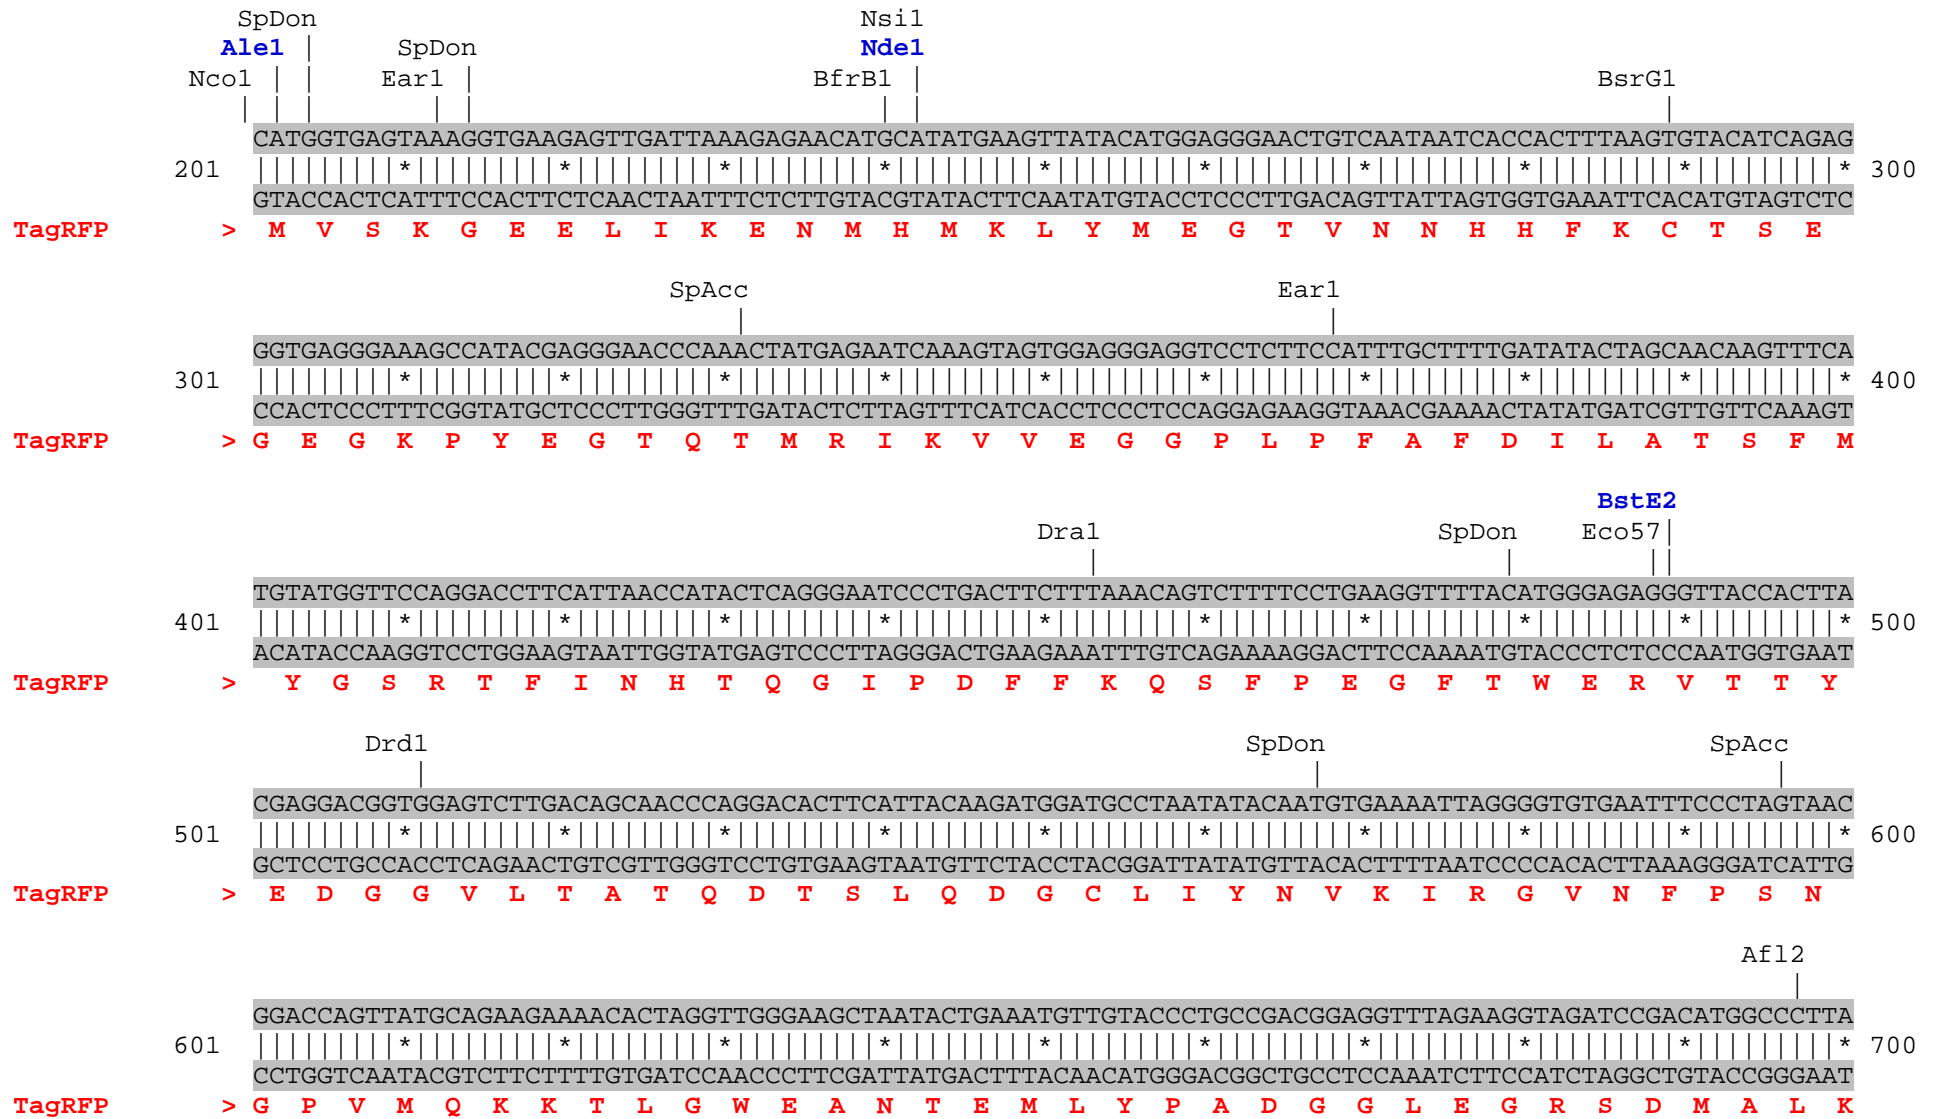 SpDon Nsi1
Ale1 | SpDon Nde1
Nco1 | | Ear1 | BfrB1 | BsrG1
| | | | | | | |
CATGGTGAGTAAAGGTGAAGAGTTGATTAAAGAGAACATGCATATGAAGTTATACATGGAGGGAACTGTCAATAATCACCACTTTAAGTGTACATCAGAG
201 |||||||||*|||||||||*|||||||||*|||||||||*|||||||||*|||||||||*|||||||||*|||||||||*|||||||||*|||||||||* 300
GTACCACTCATTTCCACTTCTCAACTAATTTCTCTTGTACGTATACTTCAATATGTACCTCCCTTGACAGTTATTAGTGGTGAAATTCACATGTAGTCTC
TagRFP > M V S K G E E L I K E N M H M K L Y M E G T V N N H H F K C T S E
SpAcc Ear1
| |
GGTGAGGGAAAGCCATACGAGGGAACCCAAACTATGAGAATCAAAGTAGTGGAGGGAGGTCCTCTTCCATTTGCTTTTGATATACTAGCAACAAGTTTCA
301 |||||||||*|||||||||*|||||||||*|||||||||*|||||||||*|||||||||*|||||||||*|||||||||*|||||||||*|||||||||* 400
CCACTCCCTTTCGGTATGCTCCCTTGGGTTTGATACTCTTAGTTTCATCACCTCCCTCCAGGAGAAGGTAAACGAAAACTATATGATCGTTGTTCAAAGT
TagRFP > G E G K P Y E G T Q T M R I K V V E G G P L P F A F D I L A T S F M
BstE2
Dra1 SpDon Eco57|
| | ||
TGTATGGTTCCAGGACCTTCATTAACCATACTCAGGGAATCCCTGACTTCTTTAAACAGTCTTTTCCTGAAGGTTTTACATGGGAGAGGGTTACCACTTA
401 |||||||||*|||||||||*|||||||||*|||||||||*|||||||||*|||||||||*|||||||||*|||||||||*|||||||||*|||||||||* 500
ACATACCAAGGTCCTGGAAGTAATTGGTATGAGTCCCTTAGGGACTGAAGAAATTTGTCAGAAAAGGACTTCCAAAATGTACCCTCTCCCAATGGTGAAT
TagRFP > Y G S R T F I N H T Q G I P D F F K Q S F P E G F T W E R V T T Y
Drd1 SpDon SpAcc
| | |
CGAGGACGGTGGAGTCTTGACAGCAACCCAGGACACTTCATTACAAGATGGATGCCTAATATACAATGTGAAAATTAGGGGTGTGAATTTCCCTAGTAAC
501 |||||||||*|||||||||*|||||||||*|||||||||*|||||||||*|||||||||*|||||||||*|||||||||*|||||||||*|||||||||* 600
GCTCCTGCCACCTCAGAACTGTCGTTGGGTCCTGTGAAGTAATGTTCTACCTACGGATTATATGTTACACTTTTAATCCCCACACTTAAAGGGATCATTG
TagRFP > E D G G V L T A T Q D T S L Q D G C L I Y N V K I R G V N F P S N
Afl2
|
GGACCAGTTATGCAGAAGAAAACACTAGGTTGGGAAGCTAATACTGAAATGTTGTACCCTGCCGACGGAGGTTTAGAAGGTAGATCCGACATGGCCCTTA
601 |||||||||*|||||||||*|||||||||*|||||||||*|||||||||*|||||||||*|||||||||*|||||||||*|||||||||*|||||||||* 700
CCTGGTCAATACGTCTTCTTTTGTGATCCAACCCTTCGATTATGACTTTACAACATGGGACGGCTGCCTCCAAATCTTCCATCTAGGCTGTACCGGGAAT
TagRFP > G P V M Q K K T L G W E A N T E M L Y P A D G G L E G R S D M A L K